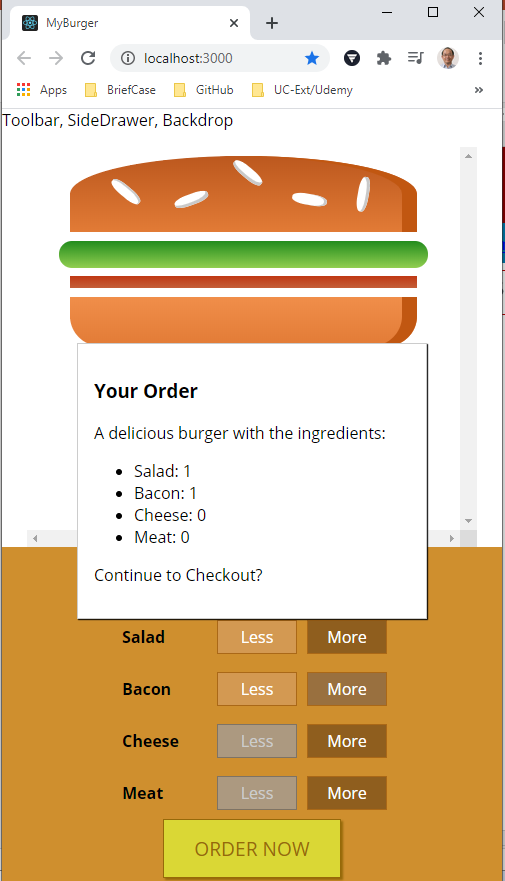 MyBurger
localhost:3000
Apps BriefCase GitHub UC-Ext/Udemy »
Toolbar, SideDrawer, Backdrop
Your Order
A delicious burger with the ingredients:
• Salad: 1
• Bacon: 1
• Cheese: 0
• Meat: 0
Continue to Checkout?
Salad Less More
Bacon Less More
Cheese Less More
Meat Less More
ORDER NOW